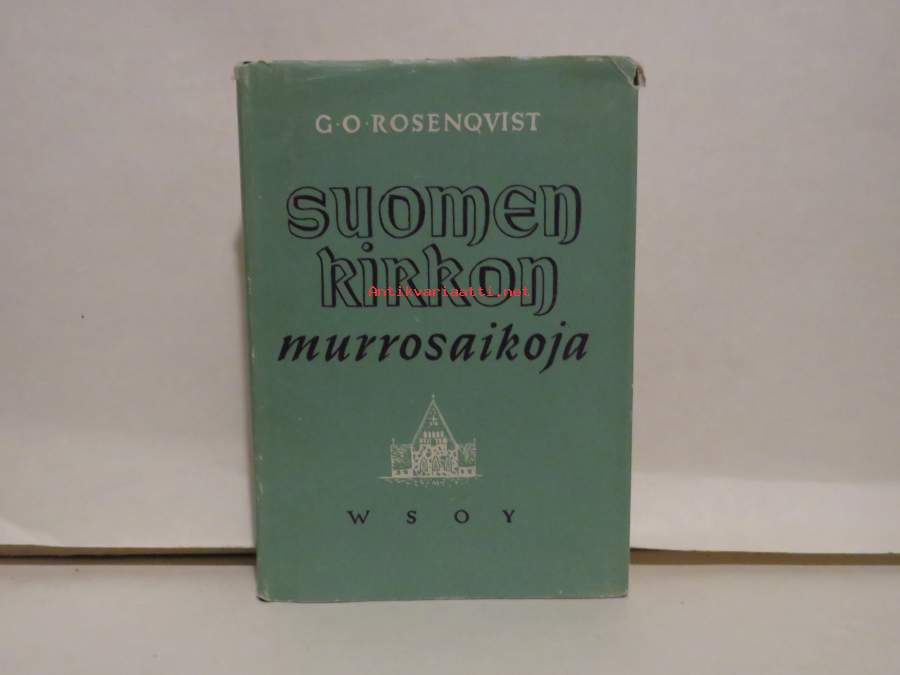 G·O·ROSENQVIST
SUOMEN
KIRKON
Antikvariaatti.net
murrosaikoja
W S O Y